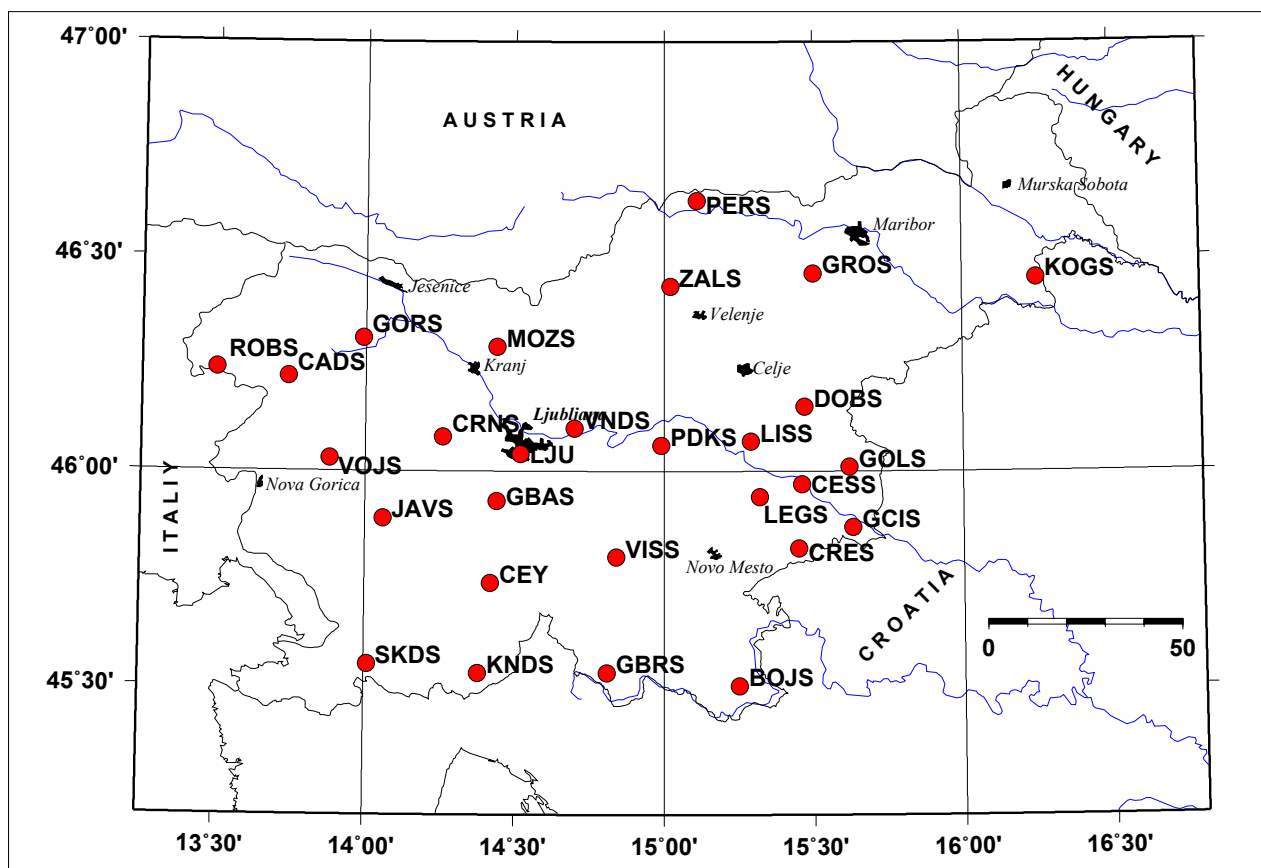 47°00'
AUSTRIA
HUNGARY
Murska Sobota
PERS
Maribor
46°30'
GROS
KOGS
ZALS
Jesenice
Velenje
GORS
MOZS
ROBS
CADS
Kranj
Celje
DOBS
Ljubljana
VNDS
CRNS
PDKS
LISS
LJU
46°00'
VOJS
GOLS
Nova Gorica
CESS
ITALIY
JAVS
GBAS
LEGS
GCIS
VISS
CRES
Novo Mesto
CEY
CROATIA
0
50
SKDS
KNDS
GBRS
BOJS
45°30'
13°30'
14°00'
14°30'
15°00'
15°30'
16°00'
16°30'